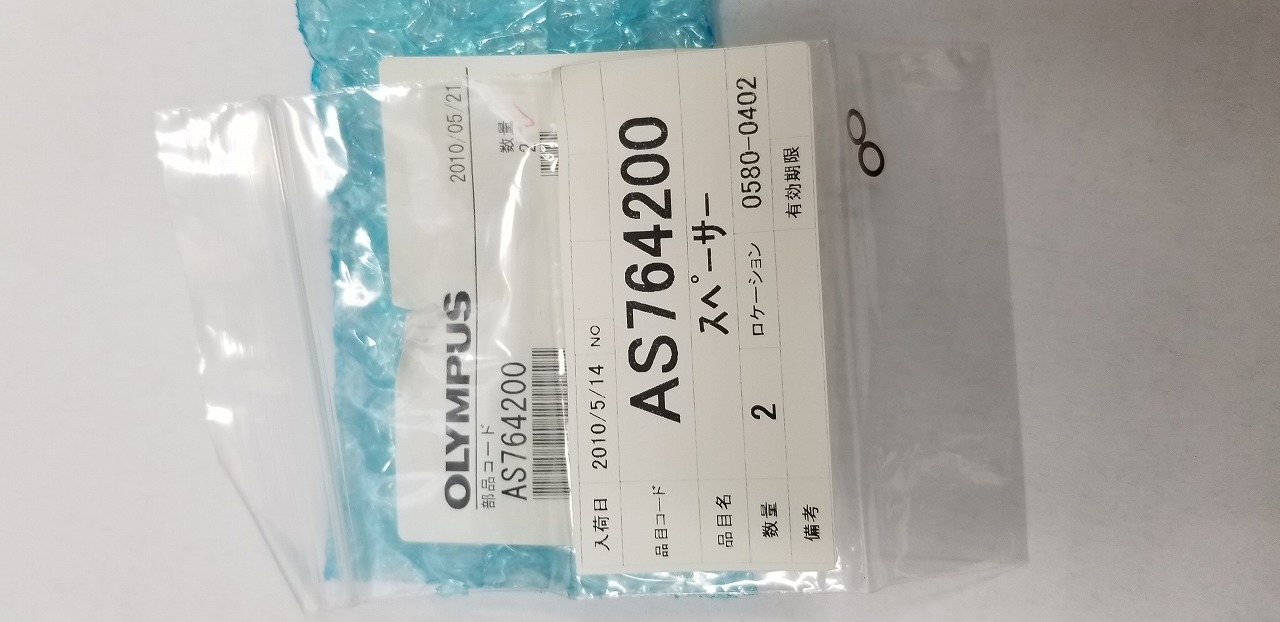 OLYMPUS
2010/05/21
部品コード
数量
AS764200
2
入荷日 2010/5/14 NO
品目コード AS764200
品目名 スペーサー
数量 2 ロケーション 0580-0402
備考 有効期限